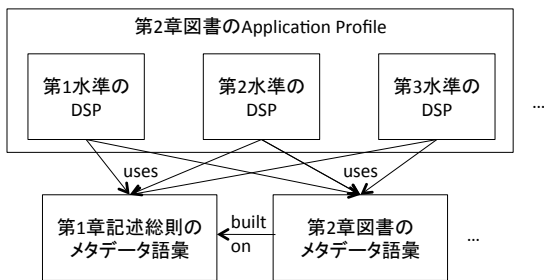 第2章図書のApplication Profile
第1水準の
DSP
第2水準の
DSP
第3水準の
DSP
...
uses
uses
第1章記述総則の
メタデータ語彙
built
on
第2章図書の
メタデータ語彙
...